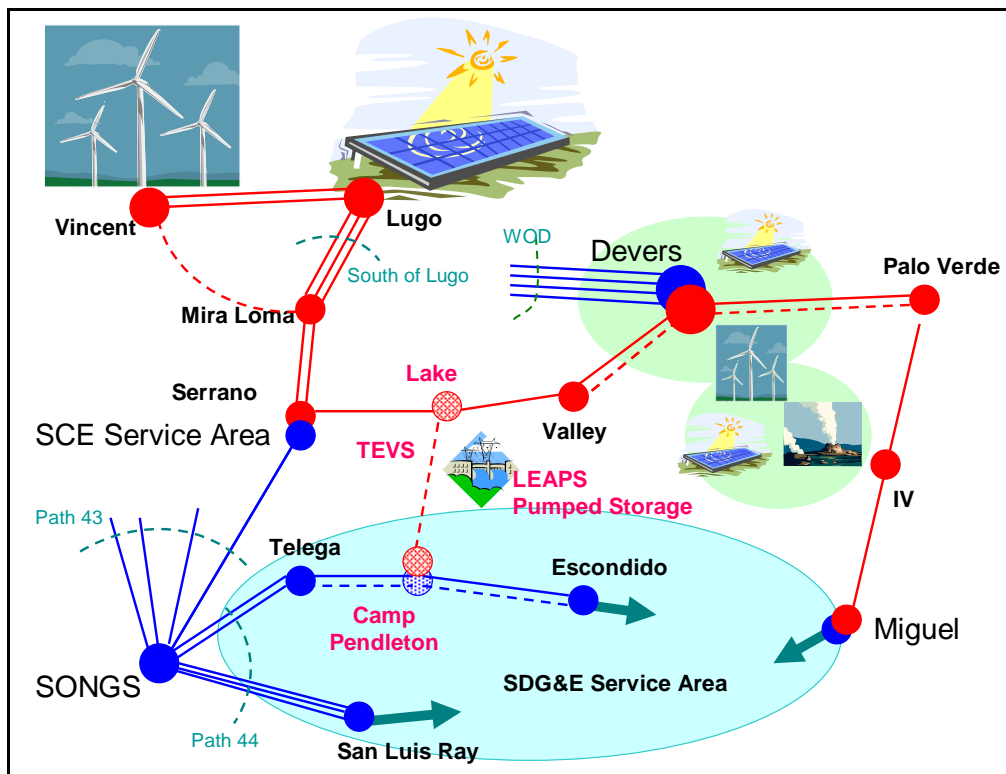 Vincent
Lugo
South of Lugo
WOD
Devers
Palo Verde
Mira Loma
Lake
Serrano
SCE Service Area
Valley
TEVS
LEAPS
Pumped Storage
IV
Path 43
Telega
Escondido
Camp
Pendleton
Miguel
SONGS
SDG&E Service Area
Path 44
San Luis Ray